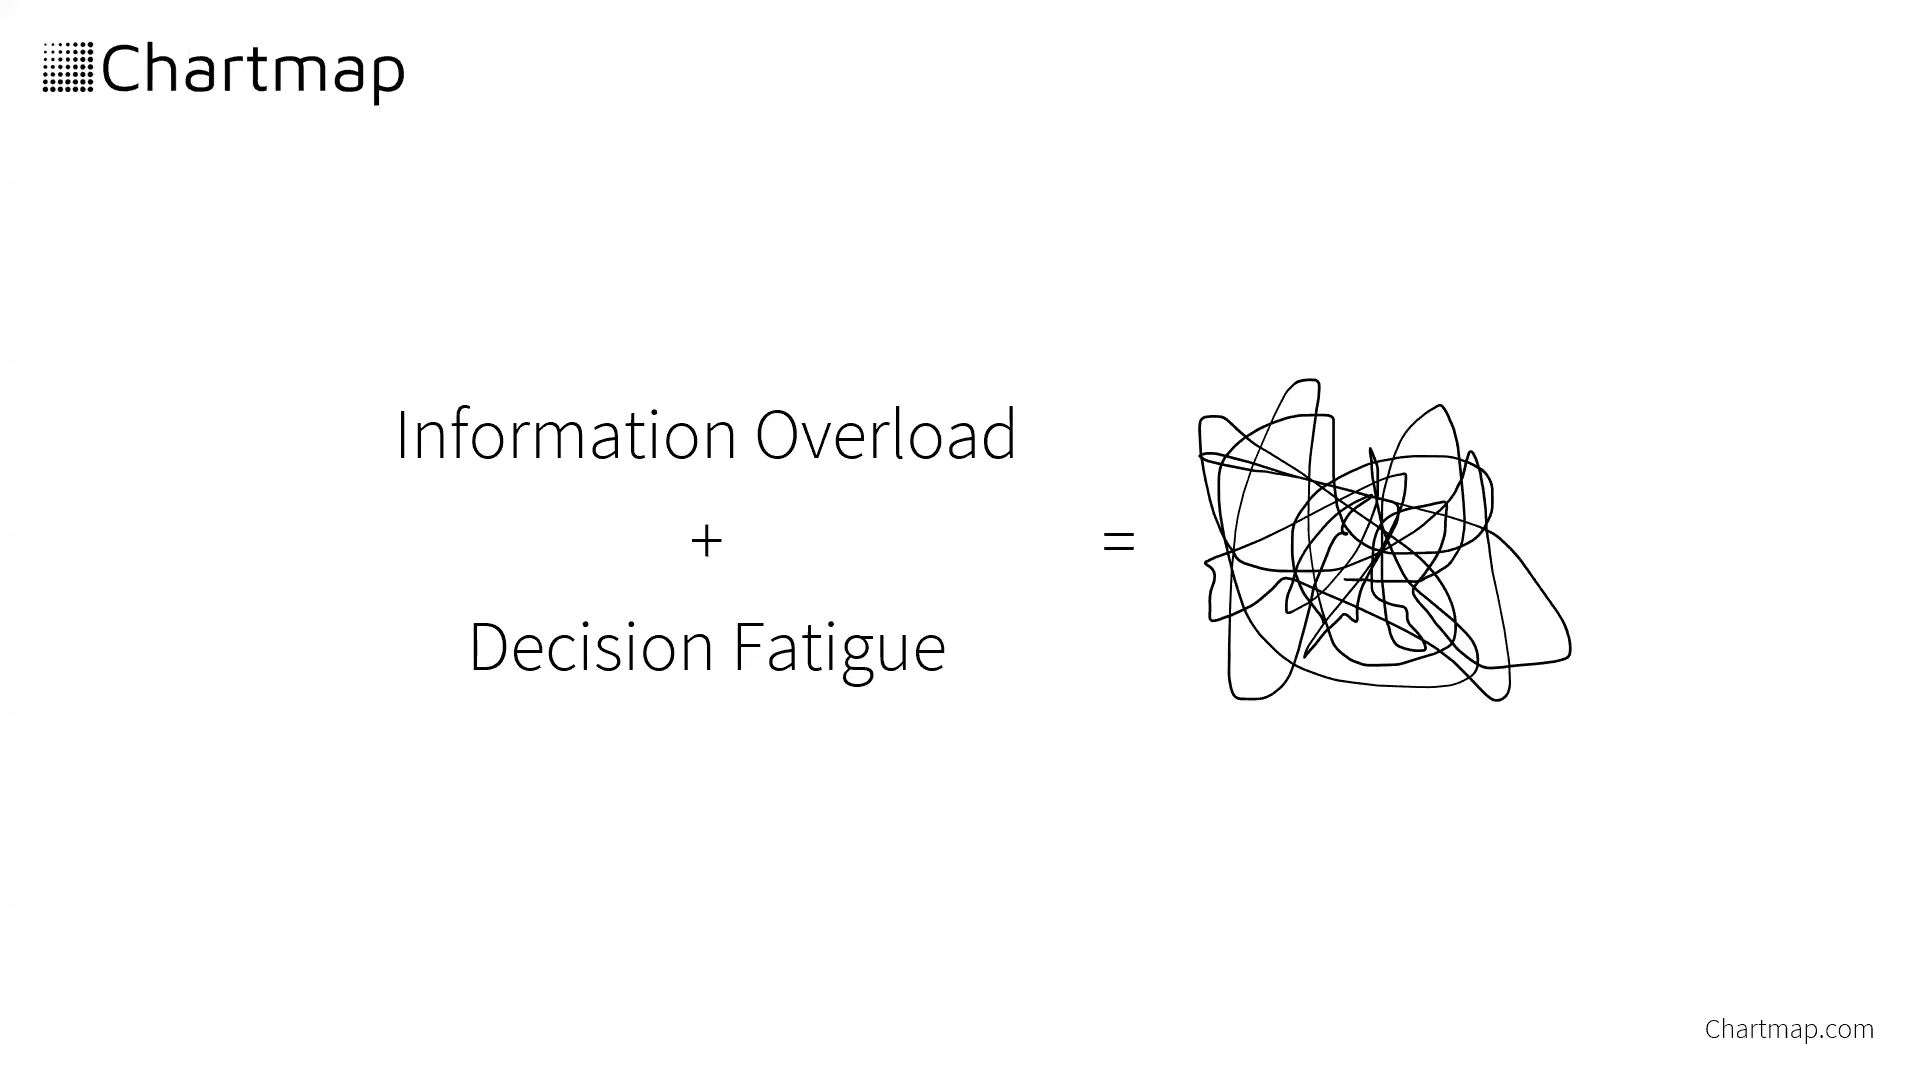 Chartmap
Information Overload
+
=
Decision Fatigue
Chartmap.com